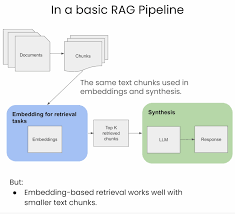 In a basic RAG Pipeline
Documents
Chunks
The same text chunks used in
embeddings and synthesis.
Embedding for retrieval
tasks
Embeddings
Top K
retrieved
chunks
Synthesis
LLM
Response
But:
● Embedding-based retrieval works well with
smaller text chunks.